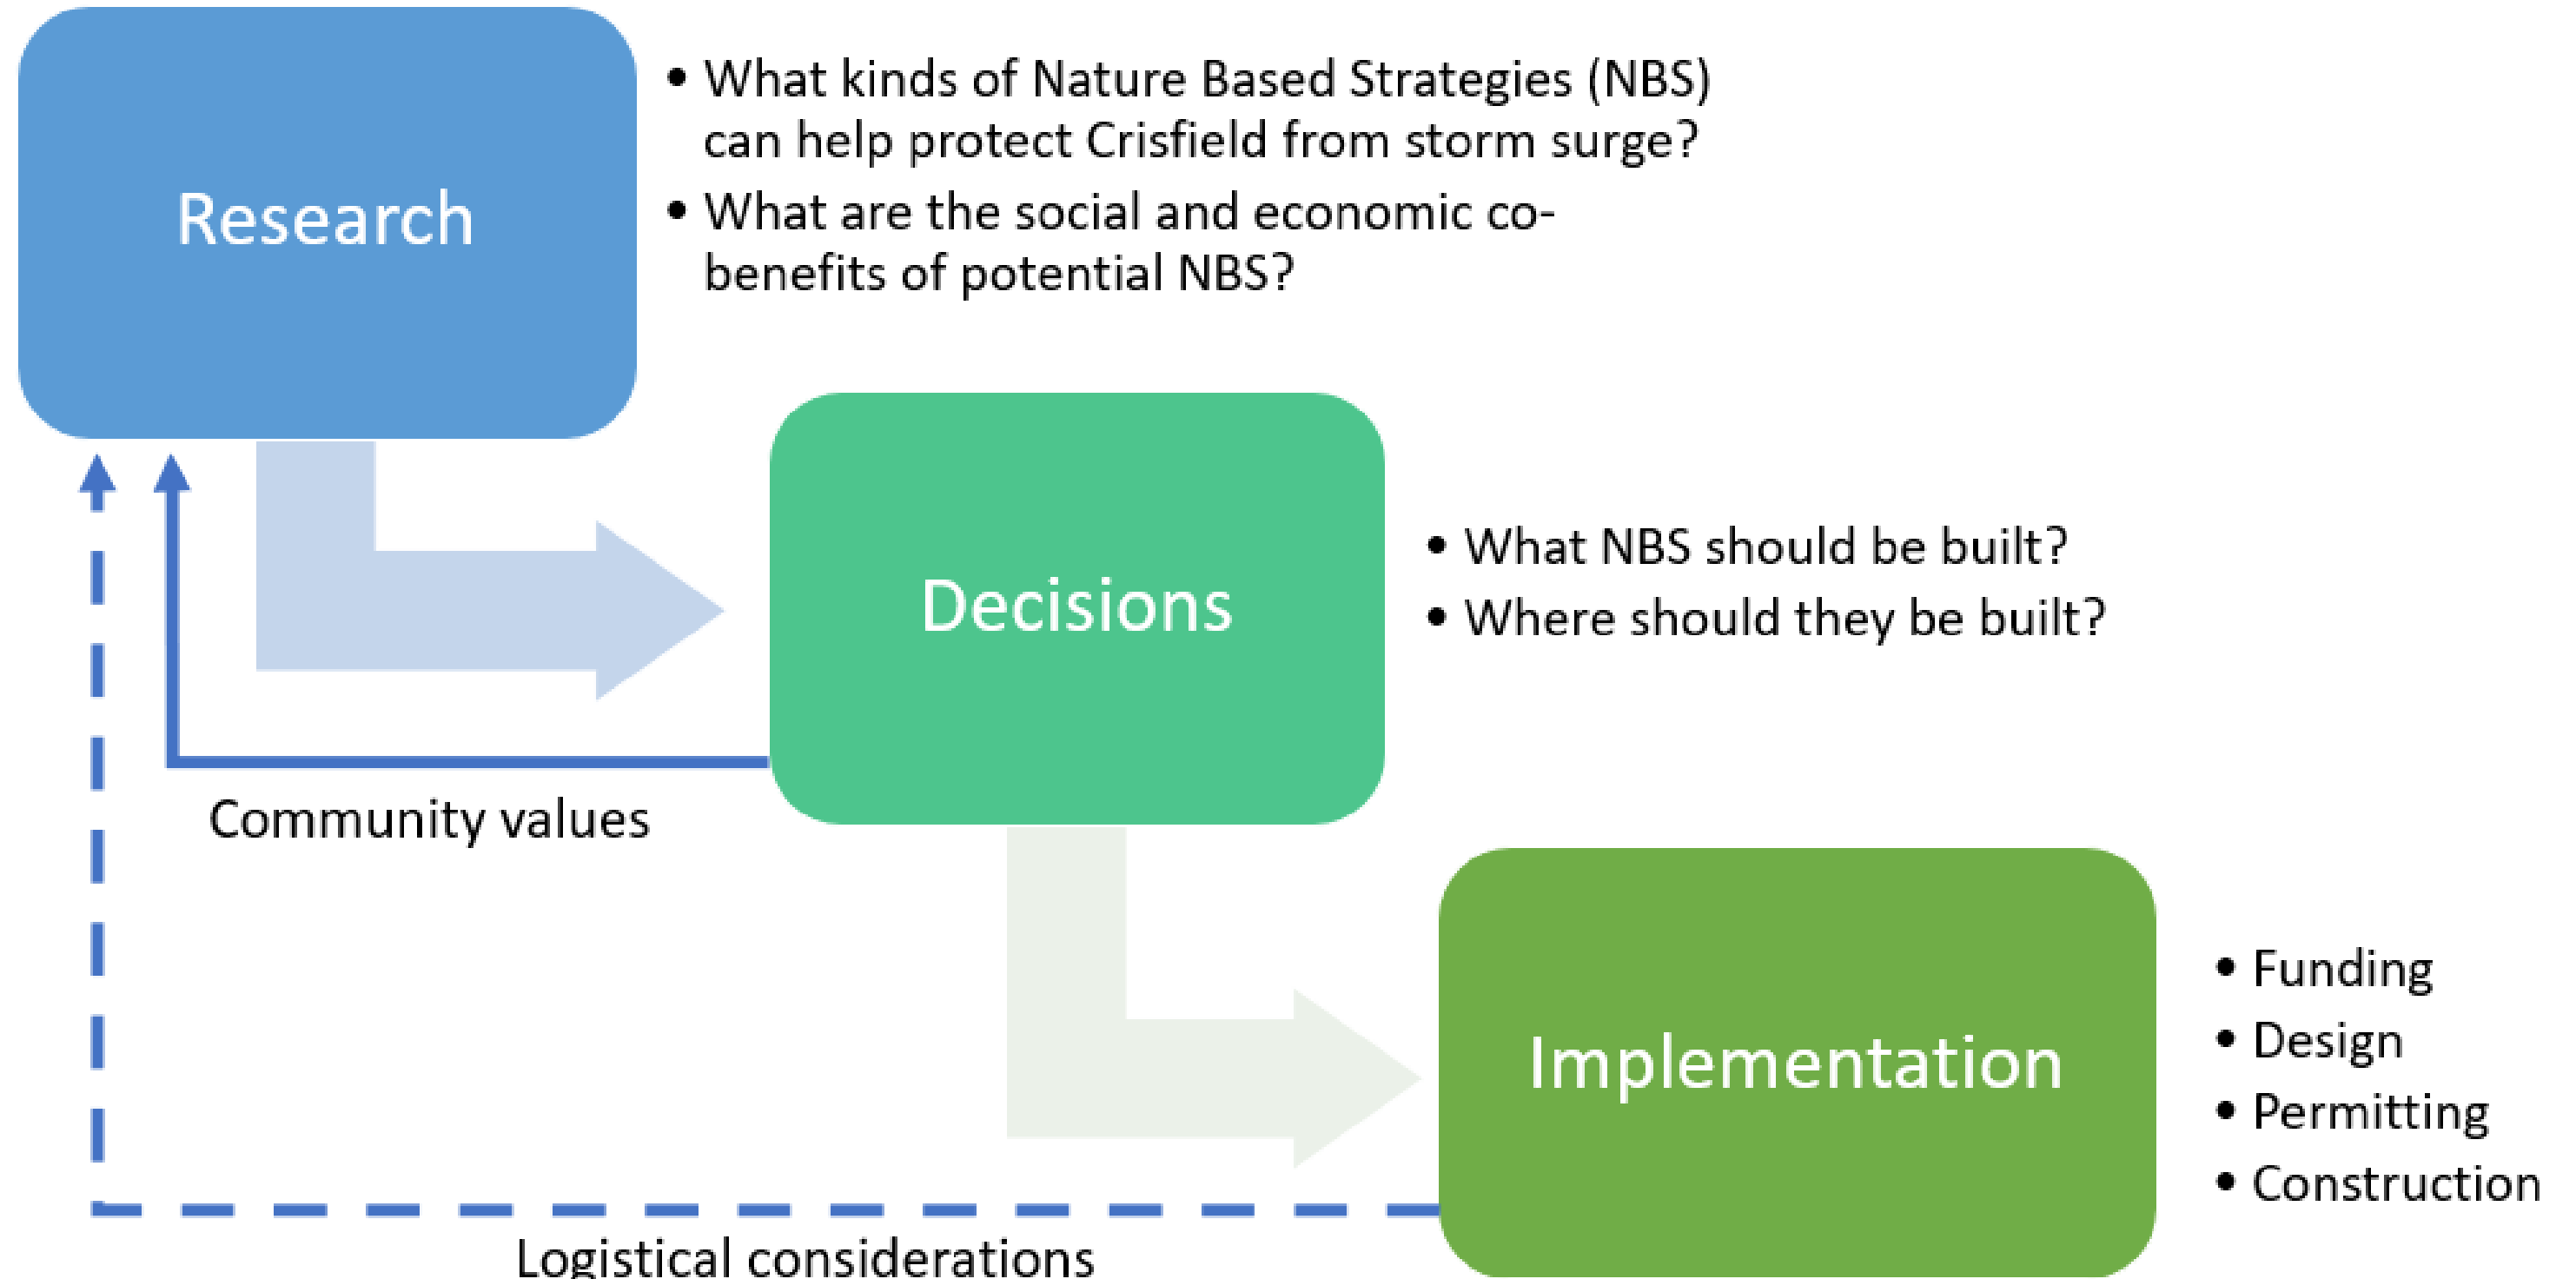 Research
• What kinds of Nature Based Strategies (NBS)
can help protect Crisfield from storm surge?
• What are the social and economic co-
benefits of potential NBS?
Decisions
• What NBS should be built?
• Where should they be built?
Community values
Implementation
• Funding
• Design
• Permitting
• Construction
Logistical considerations